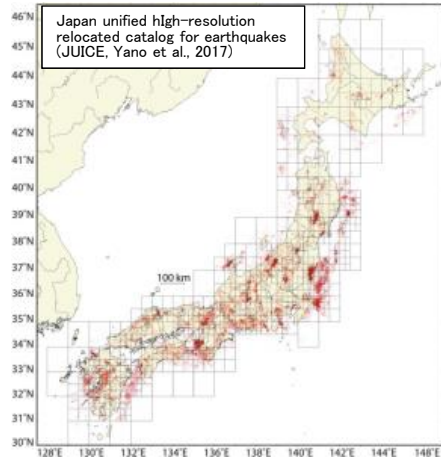 Japan unified hIgh-resolution
relocated catalog for earthquakes
(JUICE, Yano et al., 2017)
46°N
45°N
44°N
43°N
42°N
41°N
40°N
39°N
38°N
37°N
100 km
36°N
35°N
34°N
33°N
32°N
31°N
30°N
128°E 130°E 132°E 134°E 136°E 138°E 140°E 142°E 144°E 146°E 148°E